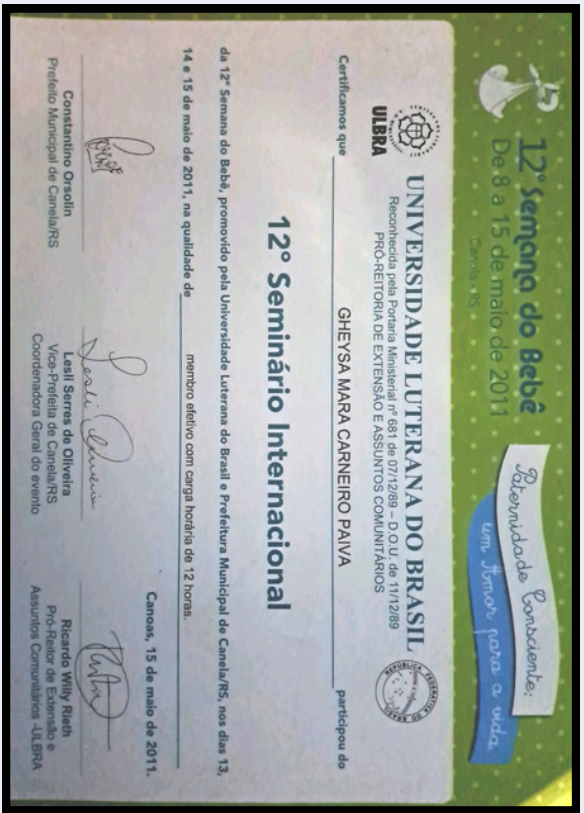 12ª Semana do Bebê
De 8 a 15 de maio de 2011
Canela - RS
Paternidade Consciente:
um Amor para a vida
ULBRA
UNIVERSIDADE LUTERANA DO BRASIL
Reconhecida pela Portaria Ministerial nº 681 de 07/12/89 – D.O.U. de 11/12/89
PRÓ-REITORIA DE EXTENSÃO E ASSUNTOS COMUNITÁRIOS
REPÚBLICA FEDERATIVA DO BRASIL
Certificamos que GHEYSA MARA CARNEIRO PAIVA participou do
12º Seminário Internacional
da 12ª Semana do Bebê, promovido pela Universidade Luterana do Brasil e Prefeitura Municipal de Canela/RS, nos dias 13,
14 e 15 de maio de 2011, na qualidade de membro efetivo com carga horária de 12 horas.
Canoas, 15 de maio de 2011.
Constantino Orsolin
Prefeito Municipal de Canela/RS
Lesli Serres de Oliveira
Vice-Prefeita de Canela/RS
Coordenadora Geral do evento
Ricardo Willy Rieth
Pró-Reitor de Extensão e
Assuntos Comunitários -ULBRA